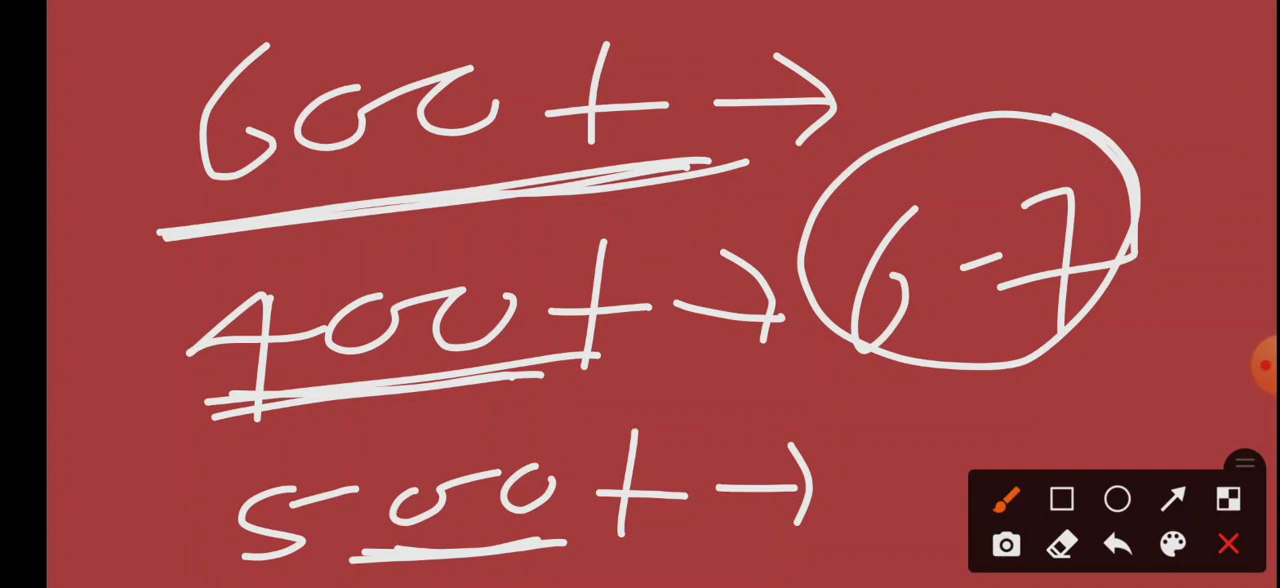 600+ →
400+ → 6-7
500+ →